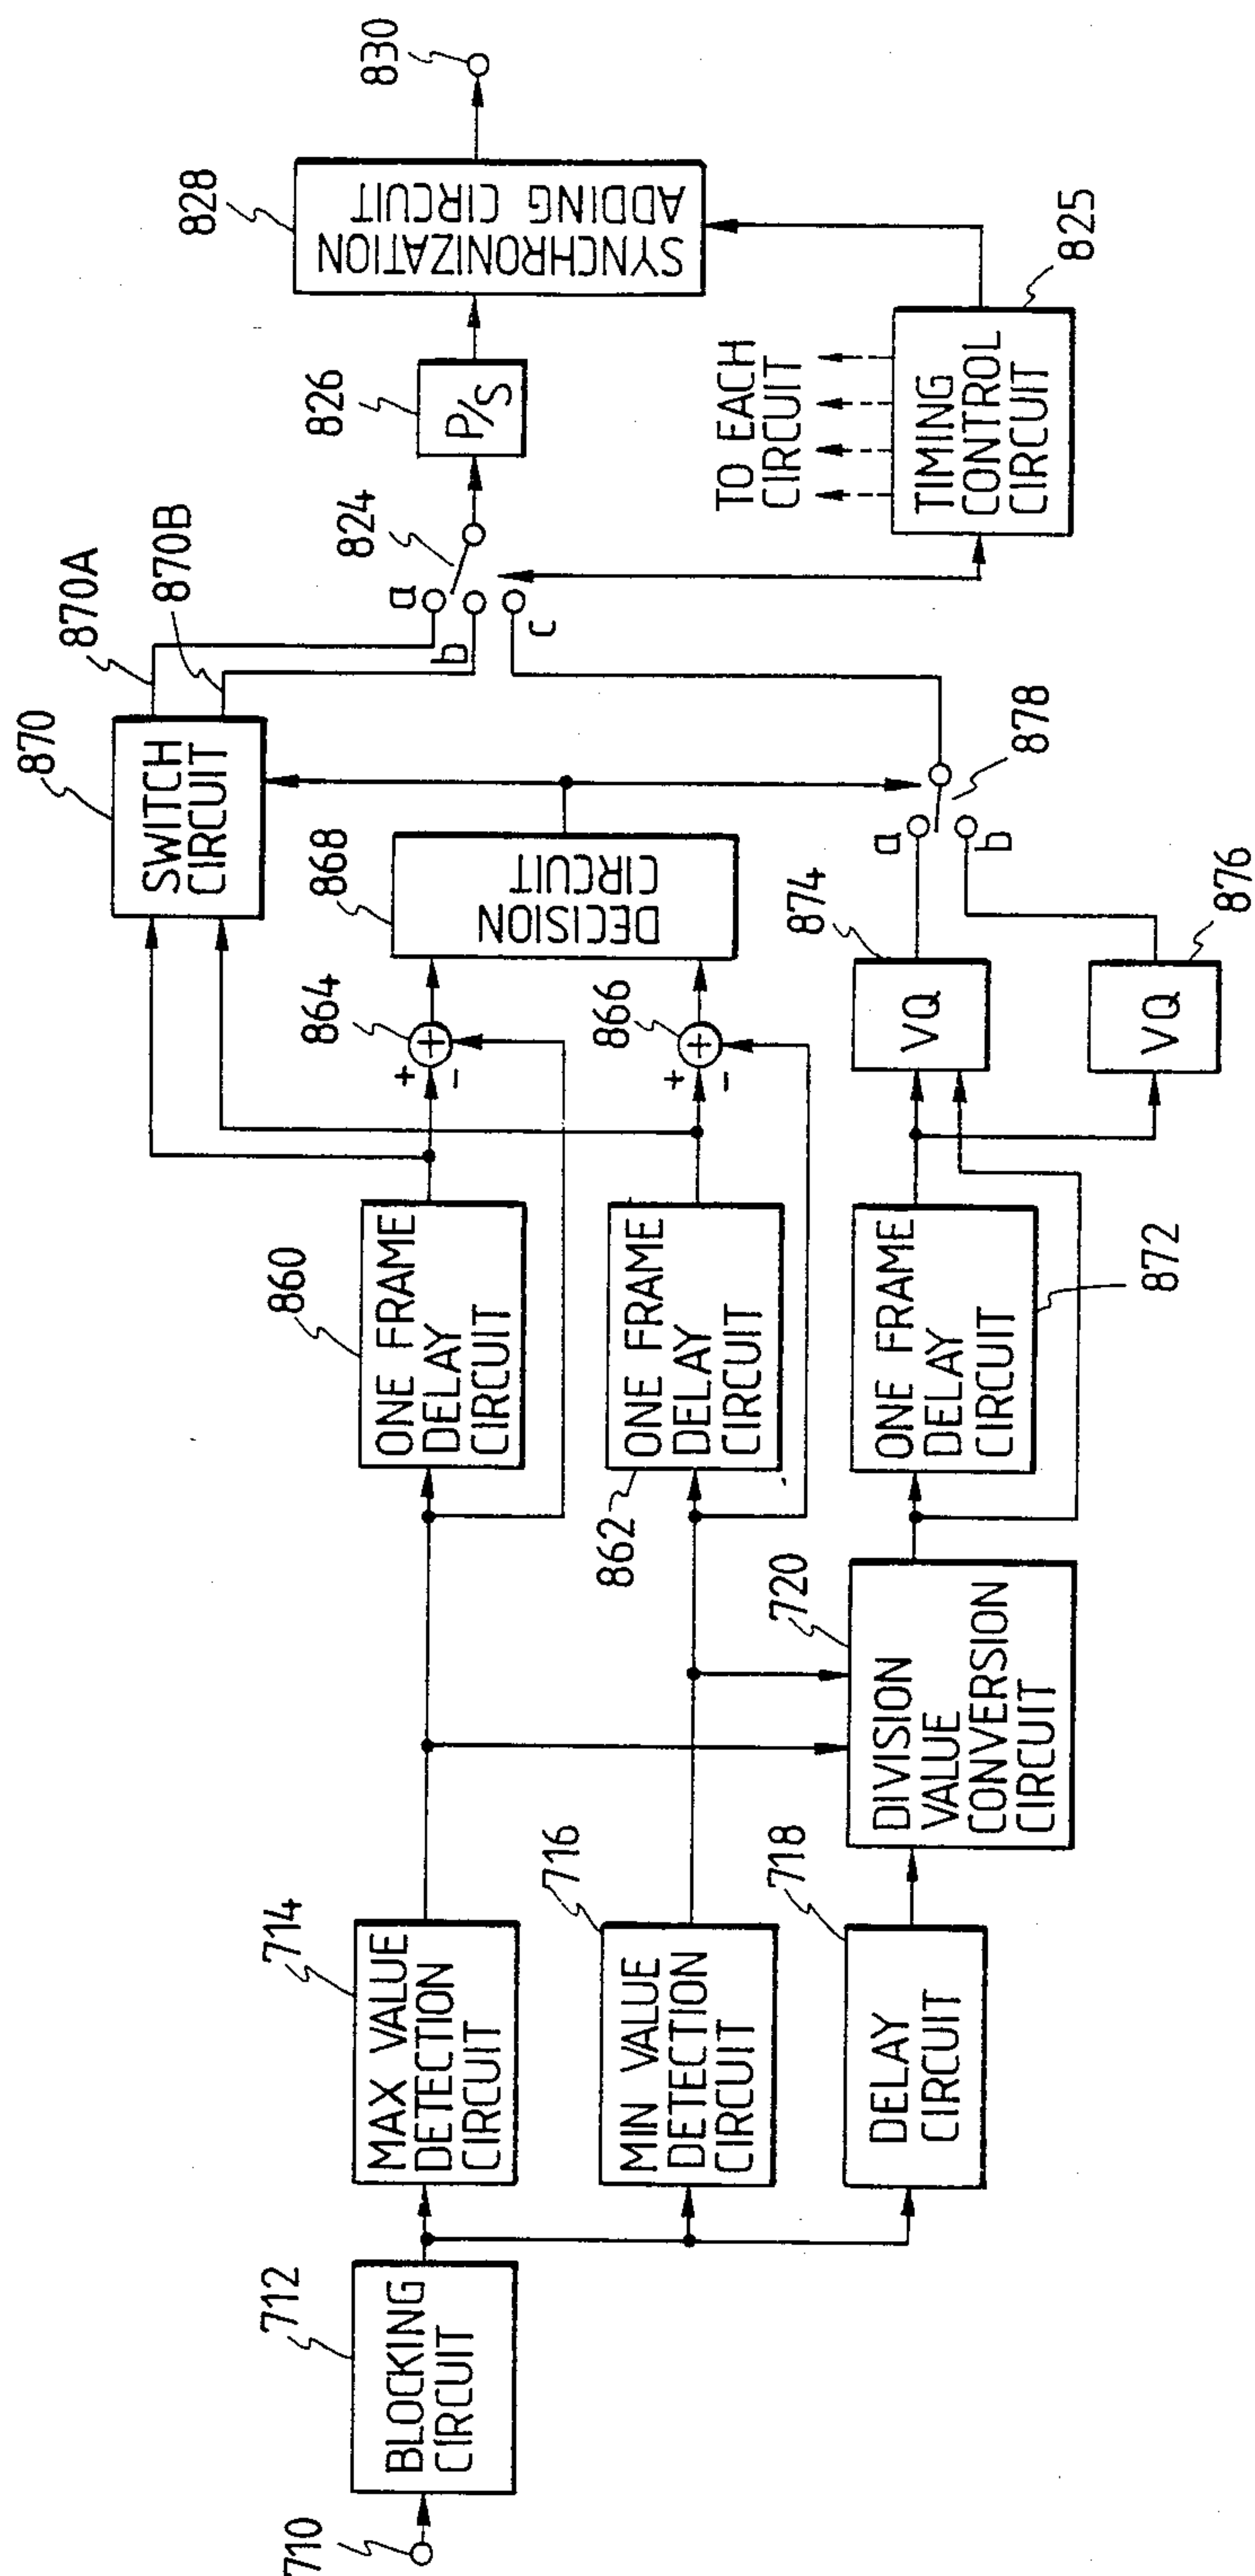 710
712
BLOCKING
CIRCUIT
714
MAX VALUE
DETECTION
CIRCUIT
716
MIN VALUE
DETECTION
CIRCUIT
718
DELAY
CIRCUIT
720
DIVISION
VALUE
CONVERSION
CIRCUIT
860
ONE FRAME
DELAY
CIRCUIT
862
ONE FRAME
DELAY
CIRCUIT
872
ONE FRAME
DELAY
CIRCUIT
864
+
+
-
866
+
+
-
868
DECISION
CIRCUIT
870
SWITCH
CIRCUIT
870A
870B
874
VQ
876
VQ
878
a
b
824
a
b
c
826
P/S
828
SYNCHRONIZATION
ADDING CIRCUIT
830
TO EACH
CIRCUIT
825
TIMING
CONTROL
CIRCUIT